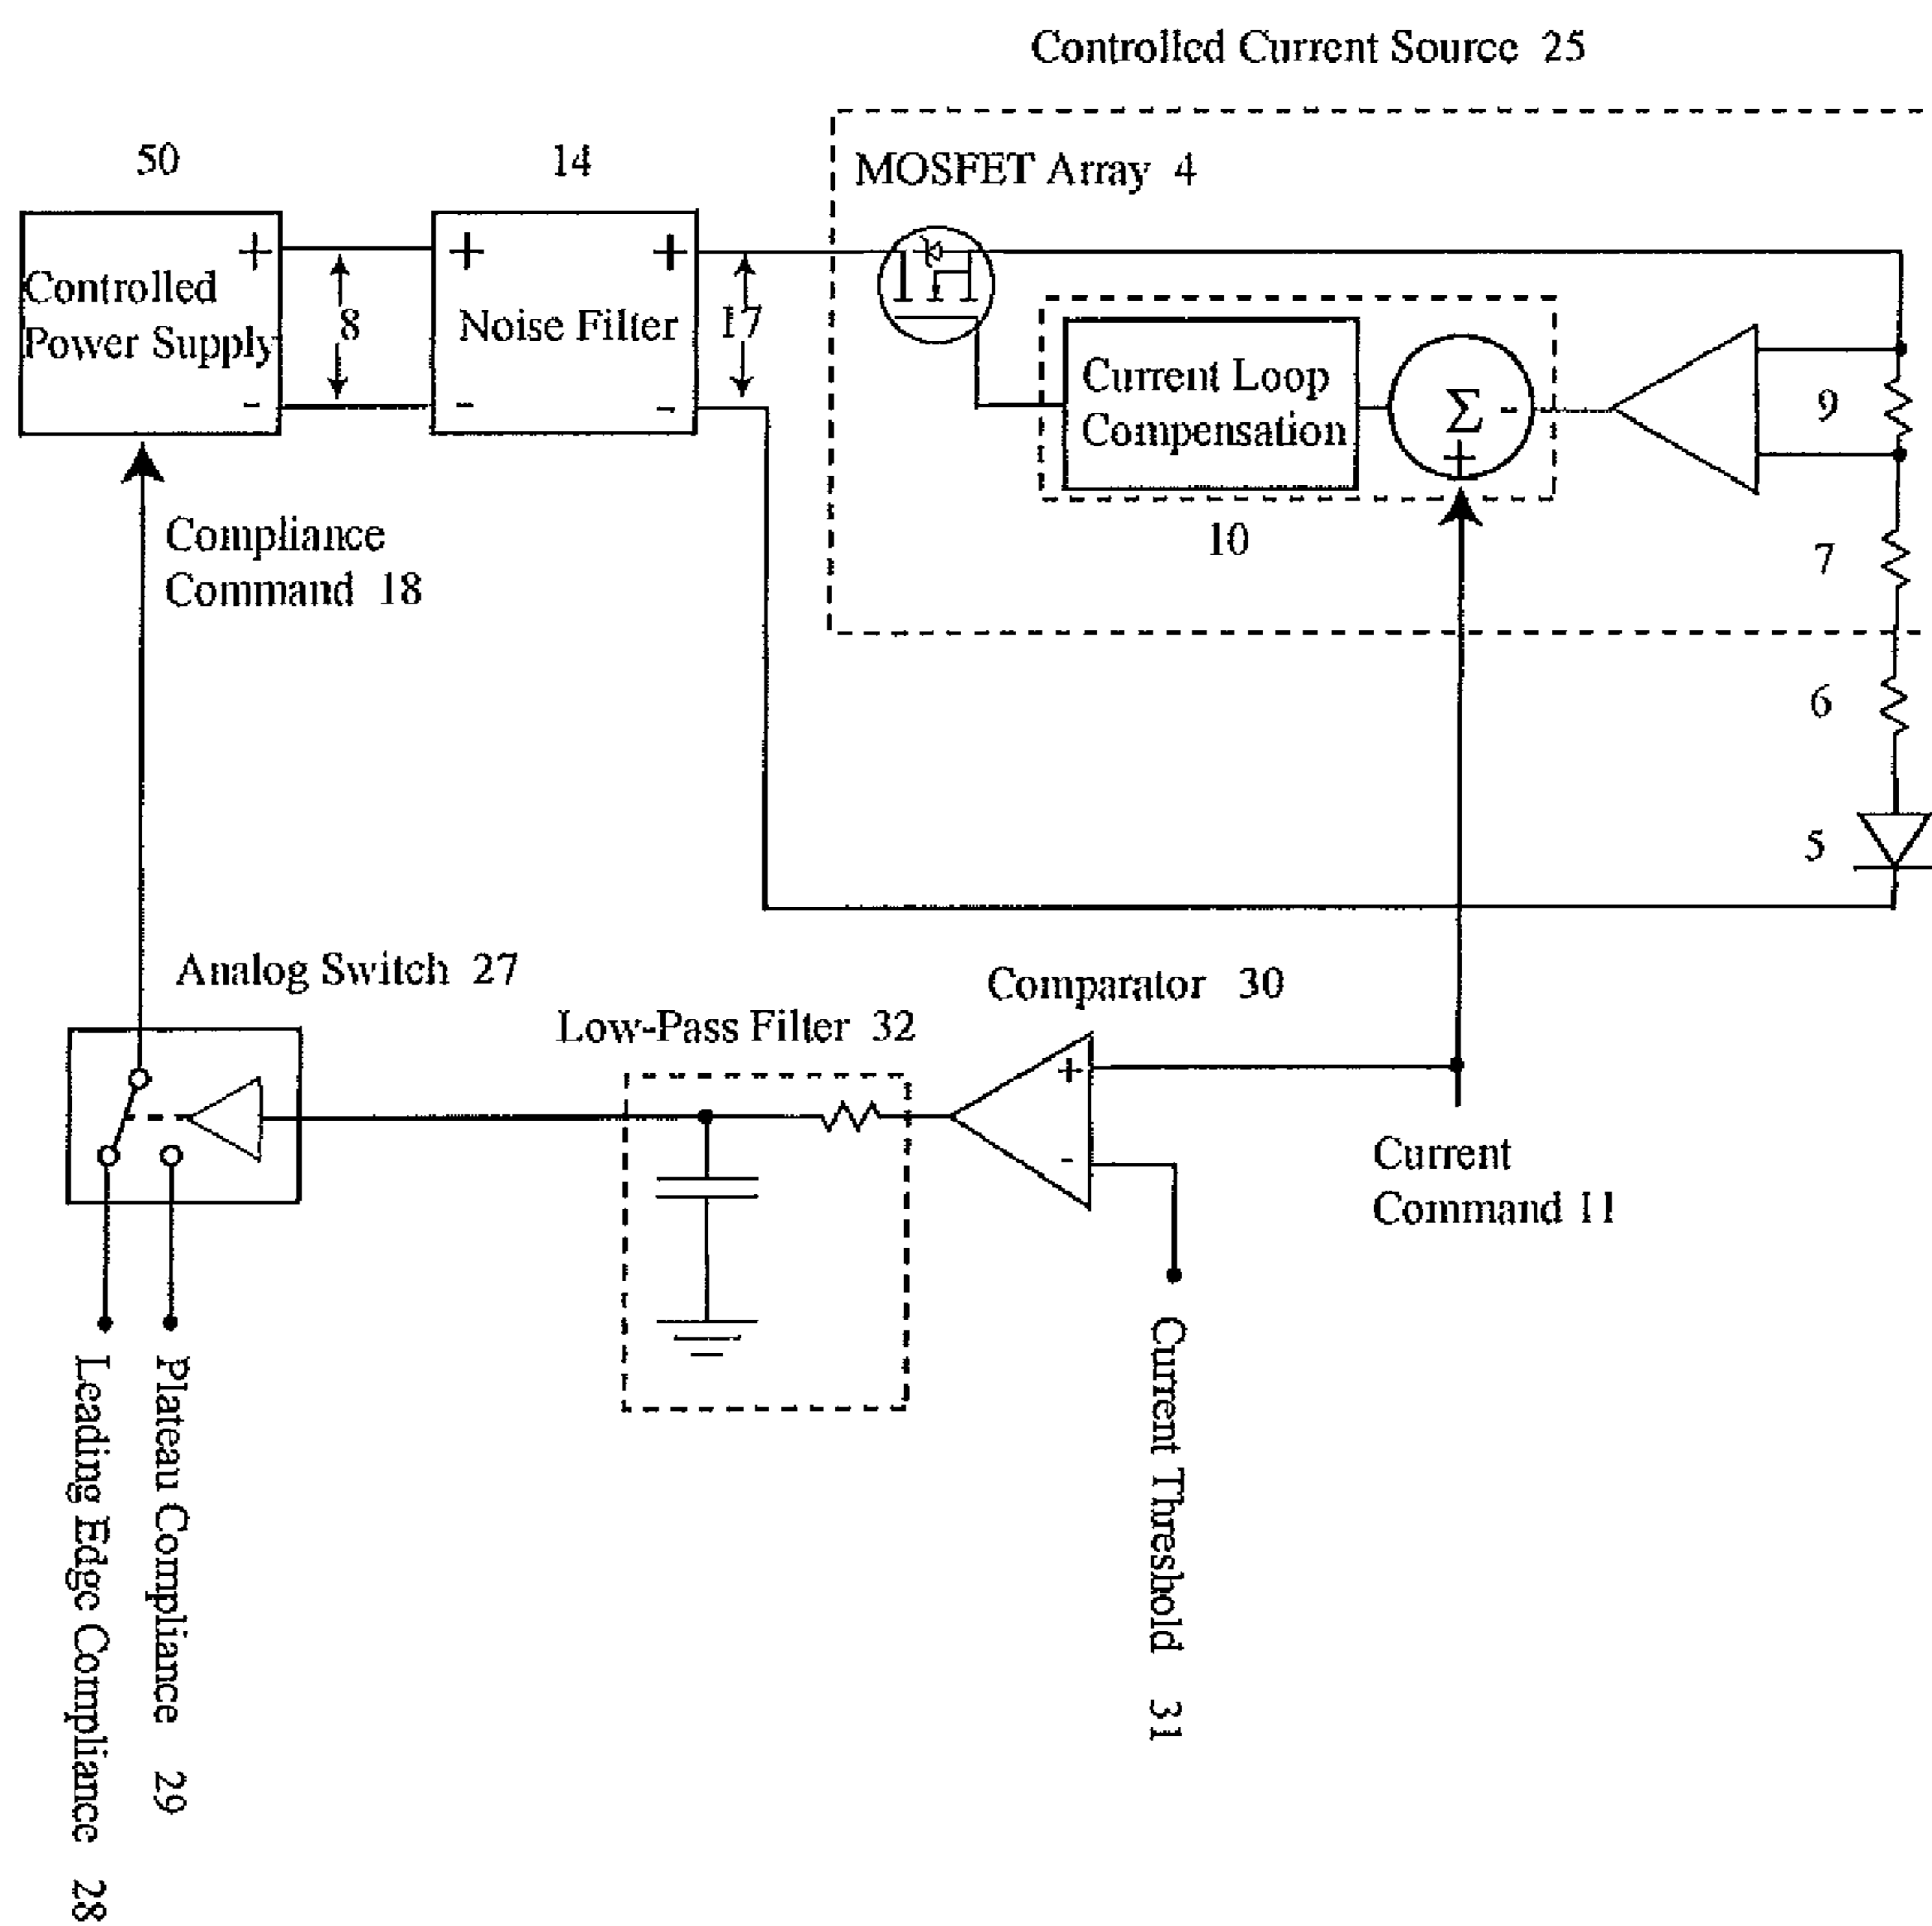 Controlled Current Source 25
50
14
MOSFET Array 4
+
-
Controlled
Power Supply
8
+
-
Noise Filter
+
-
17
Current Loop
Compensation
Σ
-
+
9
10
7
Compliance
Command 18
6
5
Analog Switch 27
Comparator 30
Low-Pass Filter 32
+
-
Current
Command 11
Current Threshold 31
Plateau Compliance 29
Leading Edge Compliance 28